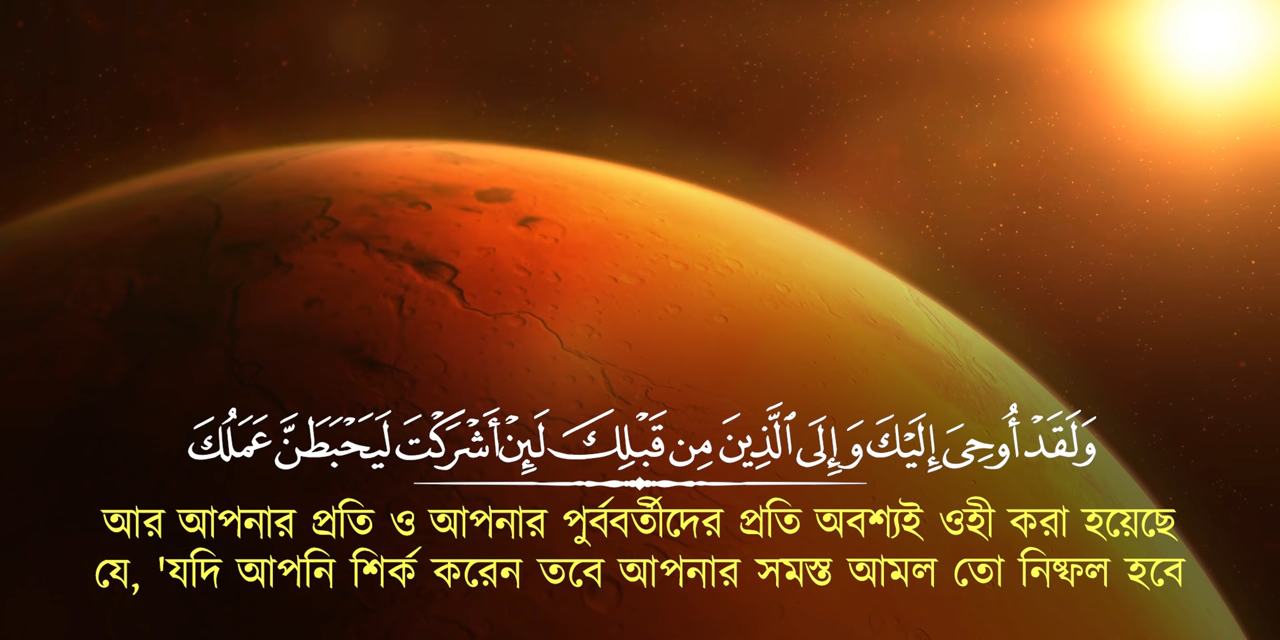 وَلَقَدْ أُوحِىَ إِلَيْكَ وَإِلَى ٱلَّذِينَ مِن قَبْلِكَ لَئِنْ أَشْرَكْتَ لَيَحْبَطَنَّ عَمَلُكَ
আর আপনার প্রতি ও আপনার পুর্ববর্তীদের প্রতি অবশ্যই ওহী করা হয়েছে
যে, 'যদি আপনি শির্ক করেন তবে আপনার সমস্ত আমল তো নিষ্ফল হবে